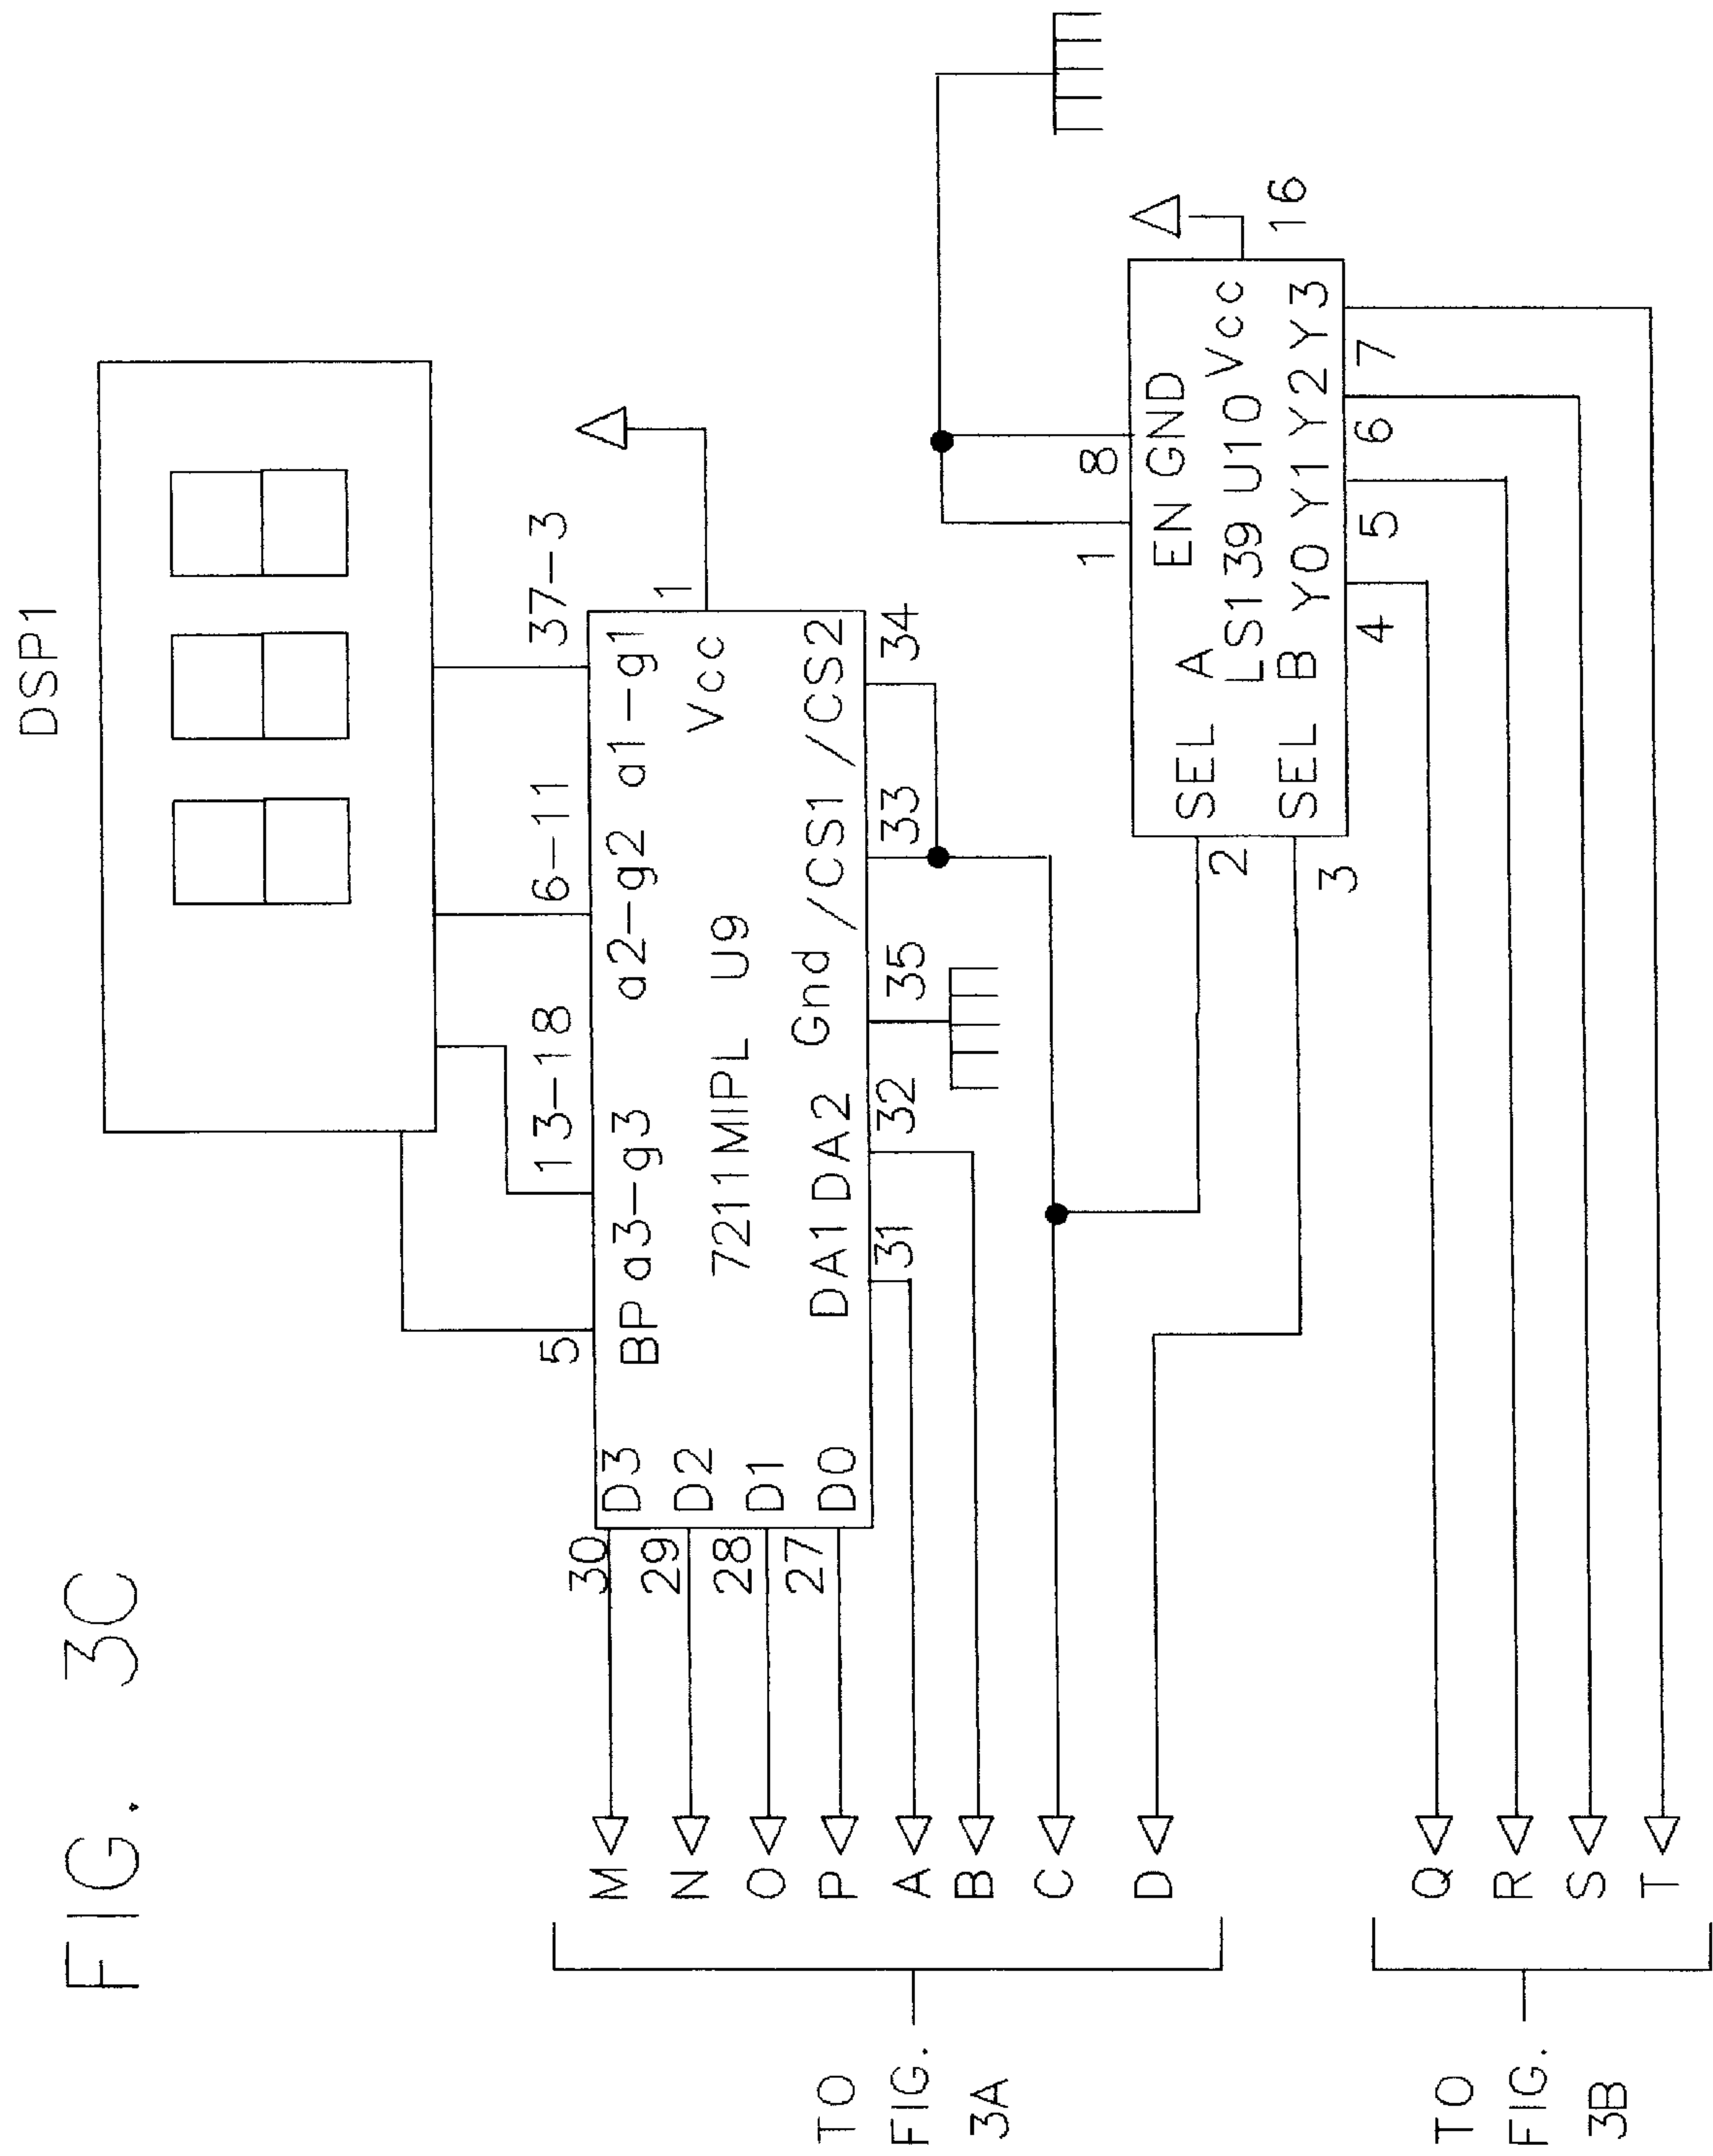 FIG. 3C
DSP1
5
13-18
6-11
37-3
BP a3-g3 a2-g2 a1-g1
30 D3
29 D2
28 D1
27 D0
7211MIPL U9
Vcc
1
DA1 DA2 Gnd /CS1 /CS2
31
32
35
33
34
M
N
O
P
A
B
C
D
TO
FIG.
3A
1
8
EN GND
SEL A
2
LS139 U10 Vcc
16
SEL B Y0 Y1 Y2 Y3
3
4
5
6
7
Q
R
S
T
TO
FIG.
3B